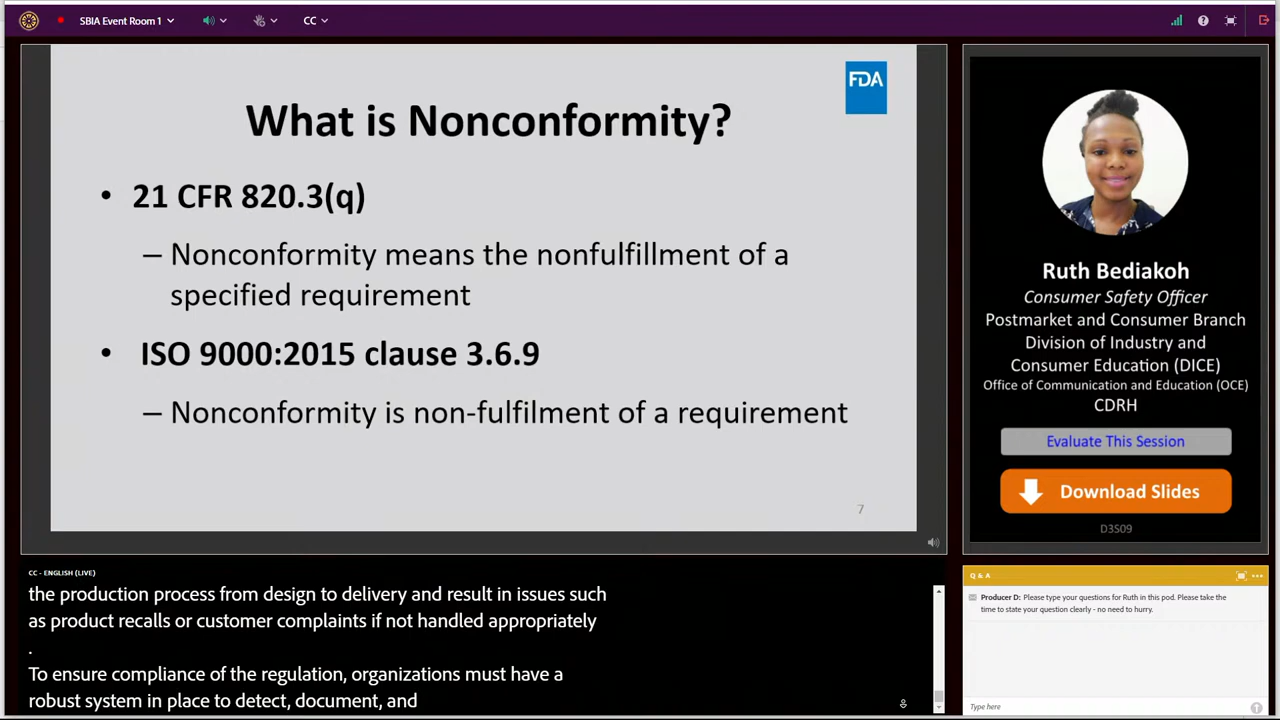 SBIA Event Room 1
CC
FDA
What is Nonconformity?
• 21 CFR 820.3(q)
– Nonconformity means the nonfulfillment of a
specified requirement
• ISO 9000:2015 clause 3.6.9
– Nonconformity is non-fulfilment of a requirement
7
Ruth Bediakoh
Consumer Safety Officer
Postmarket and Consumer Branch
Division of Industry and
Consumer Education (DICE)
Office of Communication and Education (OCE)
CDRH
Evaluate This Session
Download Slides
D3S09
CC - ENGLISH (LIVE)
the production process from design to delivery and result in issues such
as product recalls or customer complaints if not handled appropriately
.
To ensure compliance of the regulation, organizations must have a
robust system in place to detect, document, and
Q & A
Producer D: Please type your questions for Ruth in this pod. Please take the
time to state your question clearly - no need to hurry.
Type here